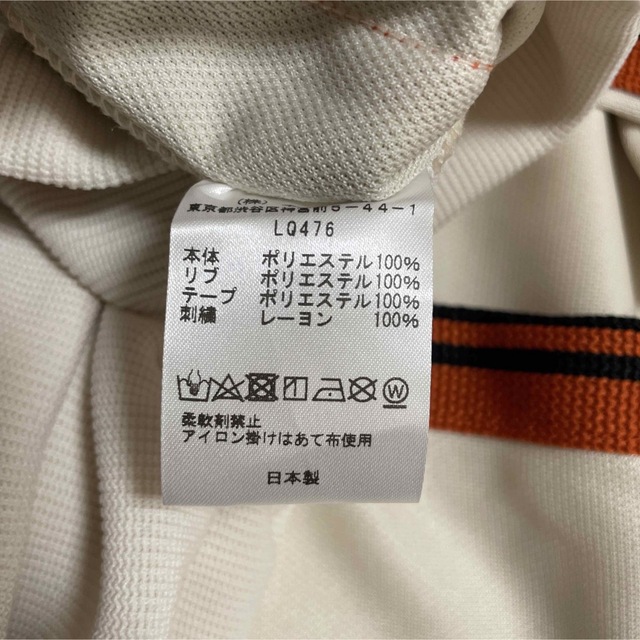 (株)
東京都渋谷区神宮前6-44-1
LQ476
本体 ポリエステル100%
リブ ポリエステル100%
テープ ポリエステル100%
刺繍 レーヨン 100%
W
柔軟剤禁止
アイロン掛けはあて布使用
日本製